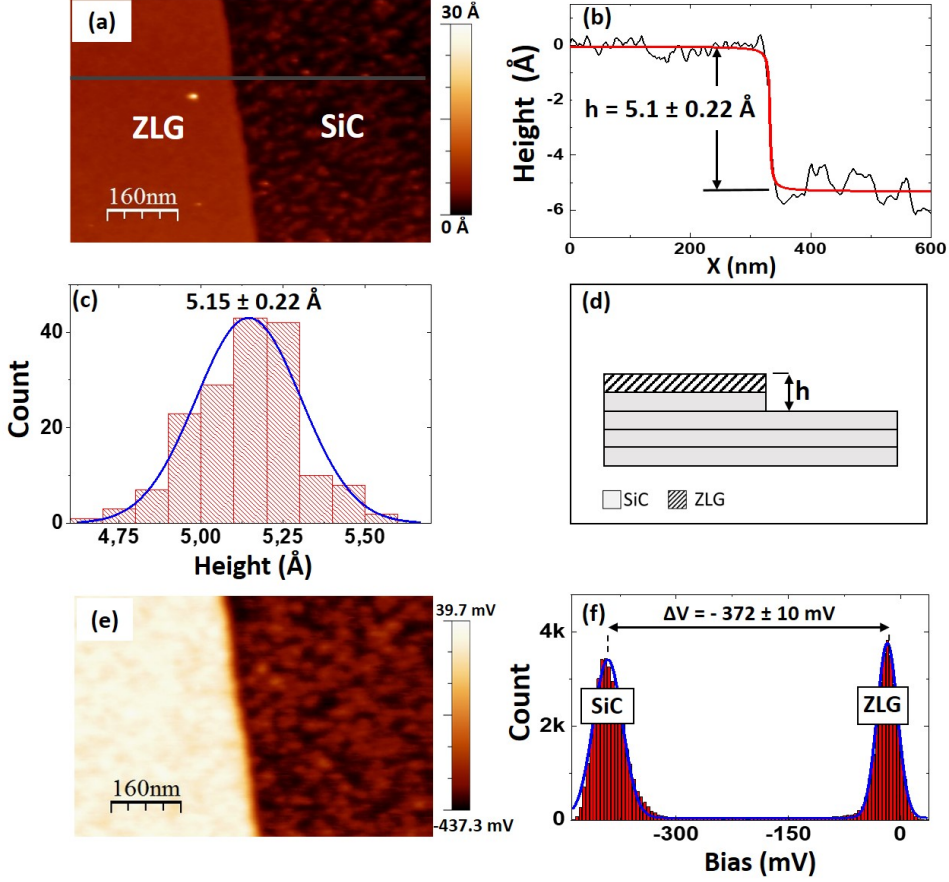 (a)
30 Å
ZLG
SiC
160nm
0 Å
(b)
Height (Å)
0
-2
-4
-6
h = 5.1 ± 0.22 Å
0
200
400
600
X (nm)
(c)
5.15 ± 0.22 Å
Count
40
20
0
4,75
5,00
5,25
5,50
Height (Å)
(d)
h
SiC
ZLG
(e)
39.7 mV
160nm
-437.3 mV
(f)
ΔV = - 372 ± 10 mV
Count
4k
2k
0
SiC
ZLG
-300
-150
0
Bias (mV)